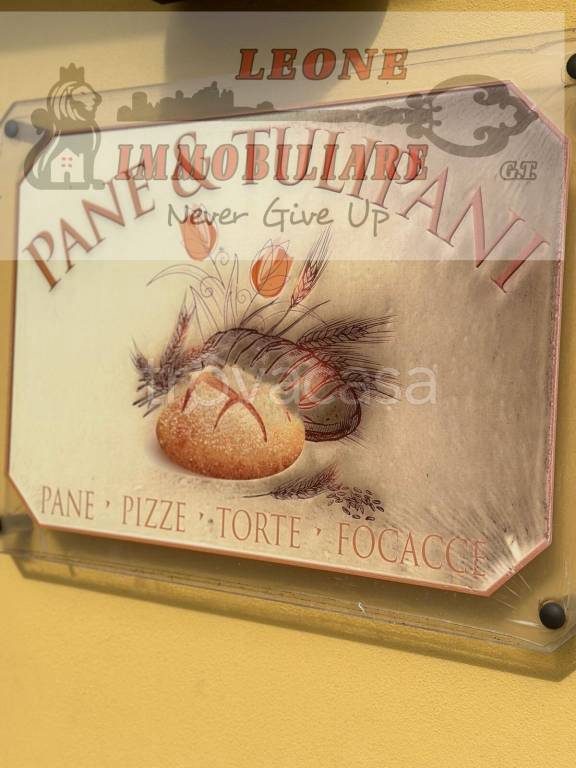 LEONE
IMMOBILIARE
G.T.
Never Give Up
PANE & TULIPANI
trovacasa
PANE • PIZZE • TORTE • FOCACCE